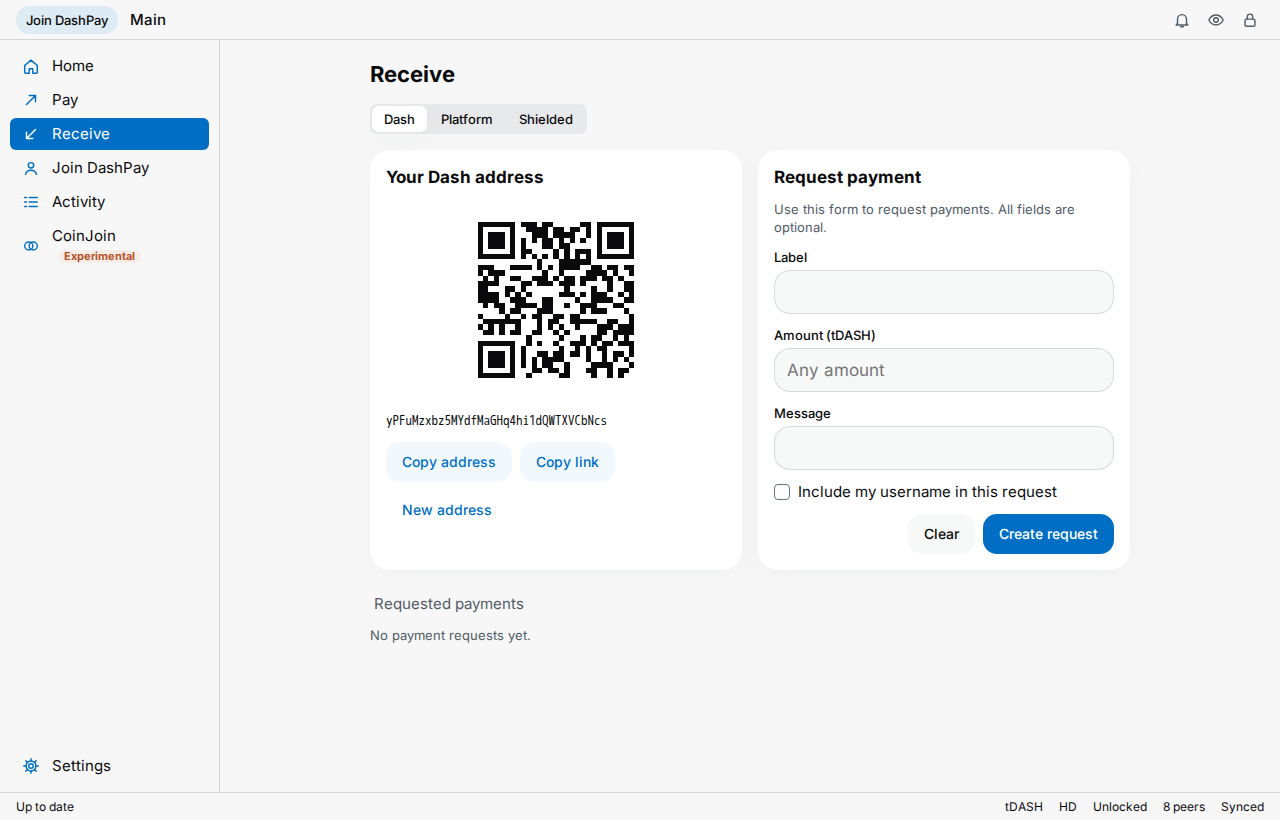 Join DashPay
Main
Home
Pay
Receive
Join DashPay
Activity
CoinJoin
Experimental
Settings
Receive
Dash
Platform
Shielded
Your Dash address
yPFuMzxbz5MYdfMaGHq4hi1dQWTXVCbNcs
Copy address
Copy link
New address
Request payment
Use this form to request payments. All fields are
optional.
Label
Amount (tDASH)
Any amount
Message
Include my username in this request
Clear
Create request
Requested payments
No payment requests yet.
Up to date
tDASH
HD
Unlocked
8 peers
Synced